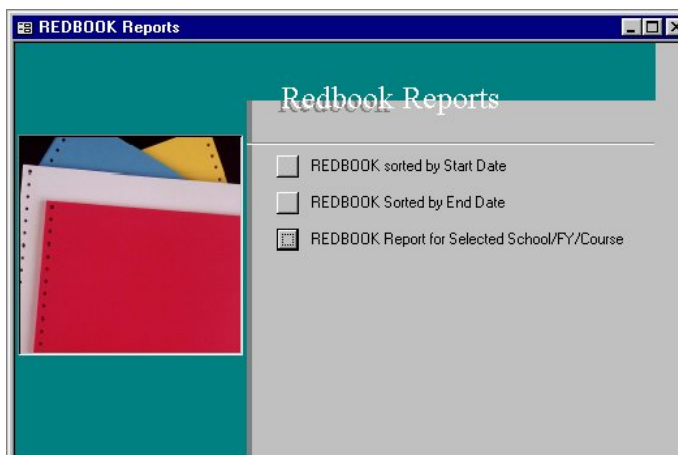 REDBOOK Reports
Redbook Reports
REDBOOK sorted by Start Date
REDBOOK Sorted by End Date
REDBOOK Report for Selected School/FY/Course